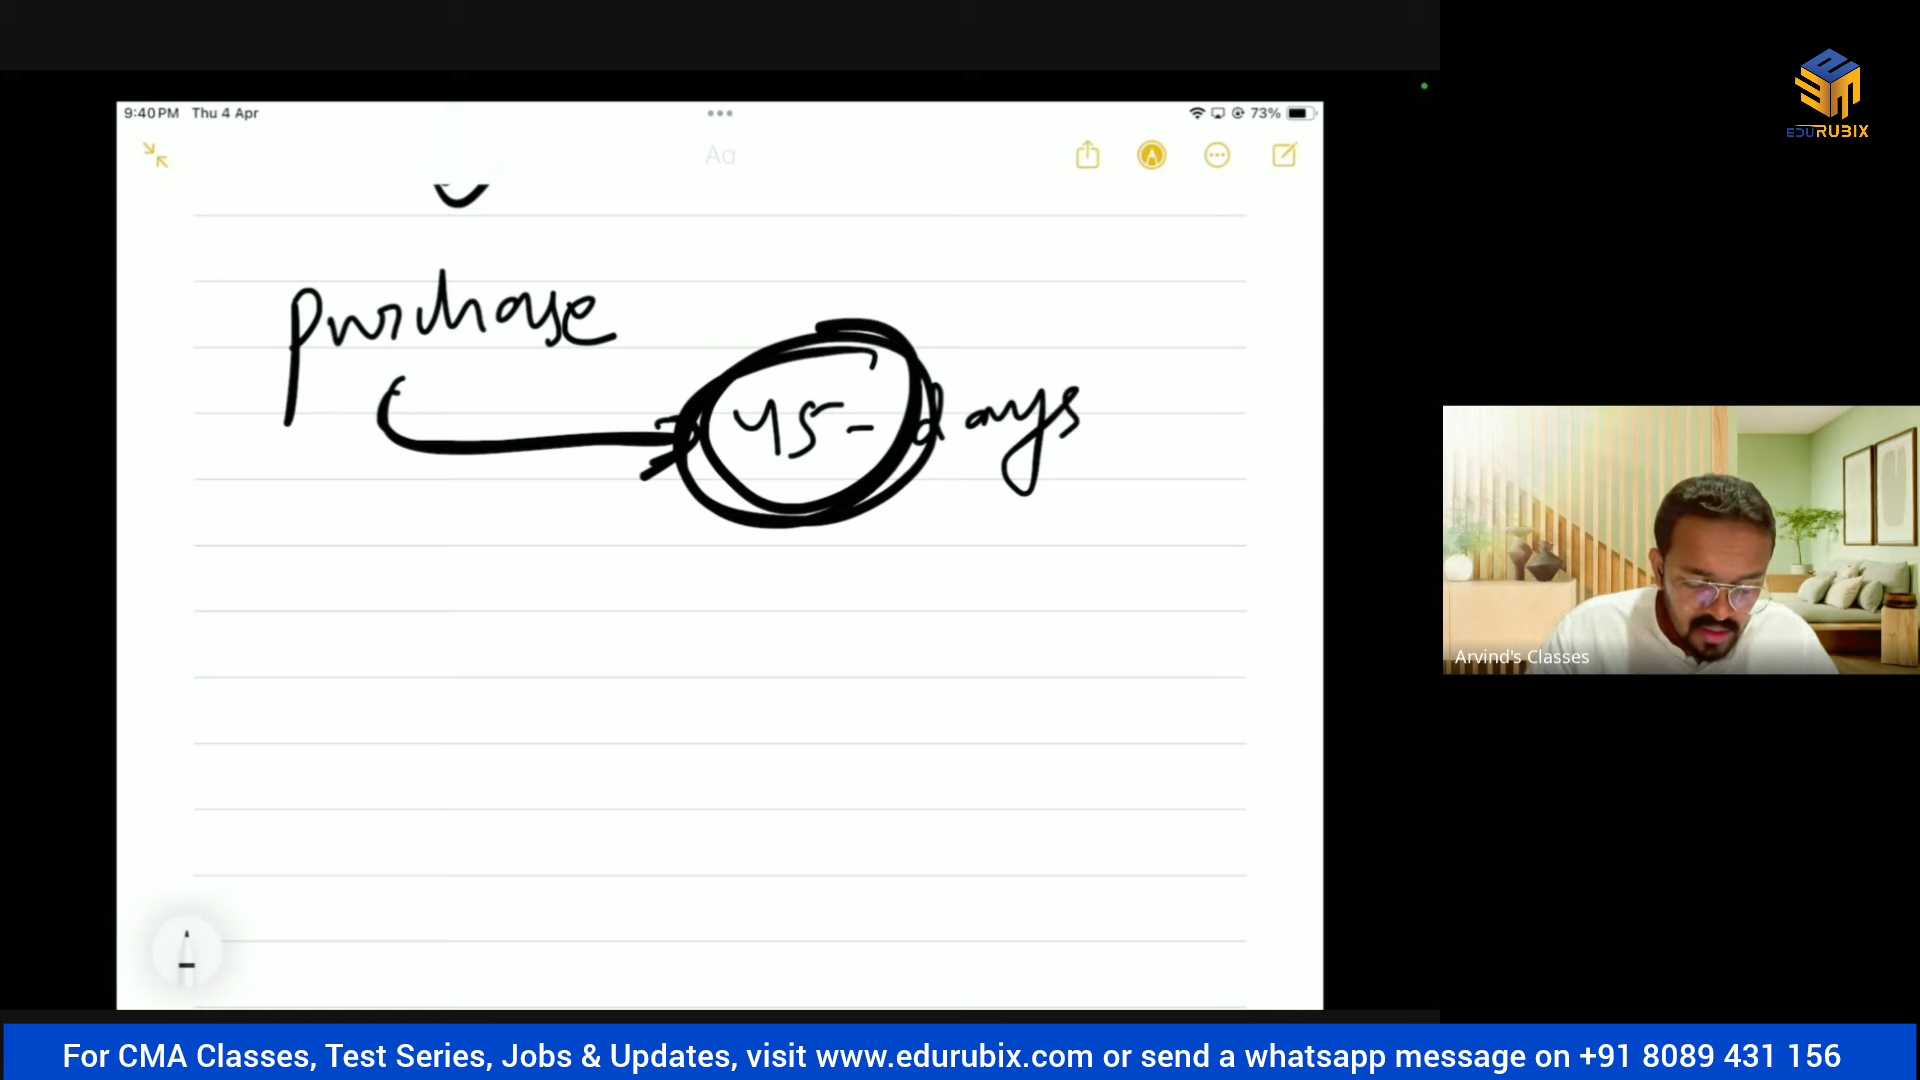 EDURUBIX
9:40 PM Thu 4 Apr
73%
Aa
Purchase
45- days
Arvind's Classes
For CMA Classes, Test Series, Jobs & Updates, visit www.edurubix.com or send a whatsapp message on +91 8089 431 156